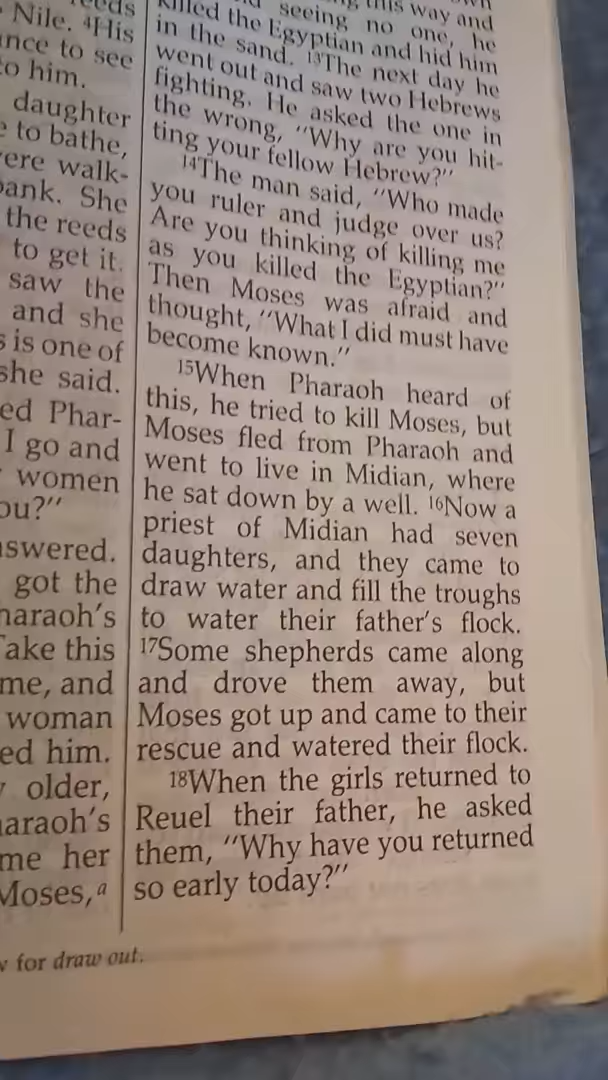 Nile. ⁴His
to see
to him.
daughter
to bathe,
walk-
She
the reeds
to get it.
saw the
and she
is one of
she said.
Phar-
I go and
women
got the
Take this
me, and
woman
him.
older,
me her
Moses,ᵃ
for draw out.
this way and
seeing no one, he
killed the Egyptian and hid him
in the sand. ¹³The next day he
went out and saw two Hebrews
fighting. He asked the one in
the wrong, "Why are you hit-
ting your fellow Hebrew?"
¹⁴The man said, "Who made
you ruler and judge over us?
Are you thinking of killing me
as you killed the Egyptian?"
Then Moses was afraid and
thought, "What I did must have
become known."
¹⁵When Pharaoh heard of
this, he tried to kill Moses, but
Moses fled from Pharaoh and
went to live in Midian, where
he sat down by a well. ¹⁶Now a
priest of Midian had seven
daughters, and they came to
draw water and fill the troughs
to water their father's flock.
¹⁷Some shepherds came along
and drove them away, but
Moses got up and came to their
rescue and watered their flock.
¹⁸When the girls returned to
Reuel their father, he asked
them, "Why have you returned
so early today?"